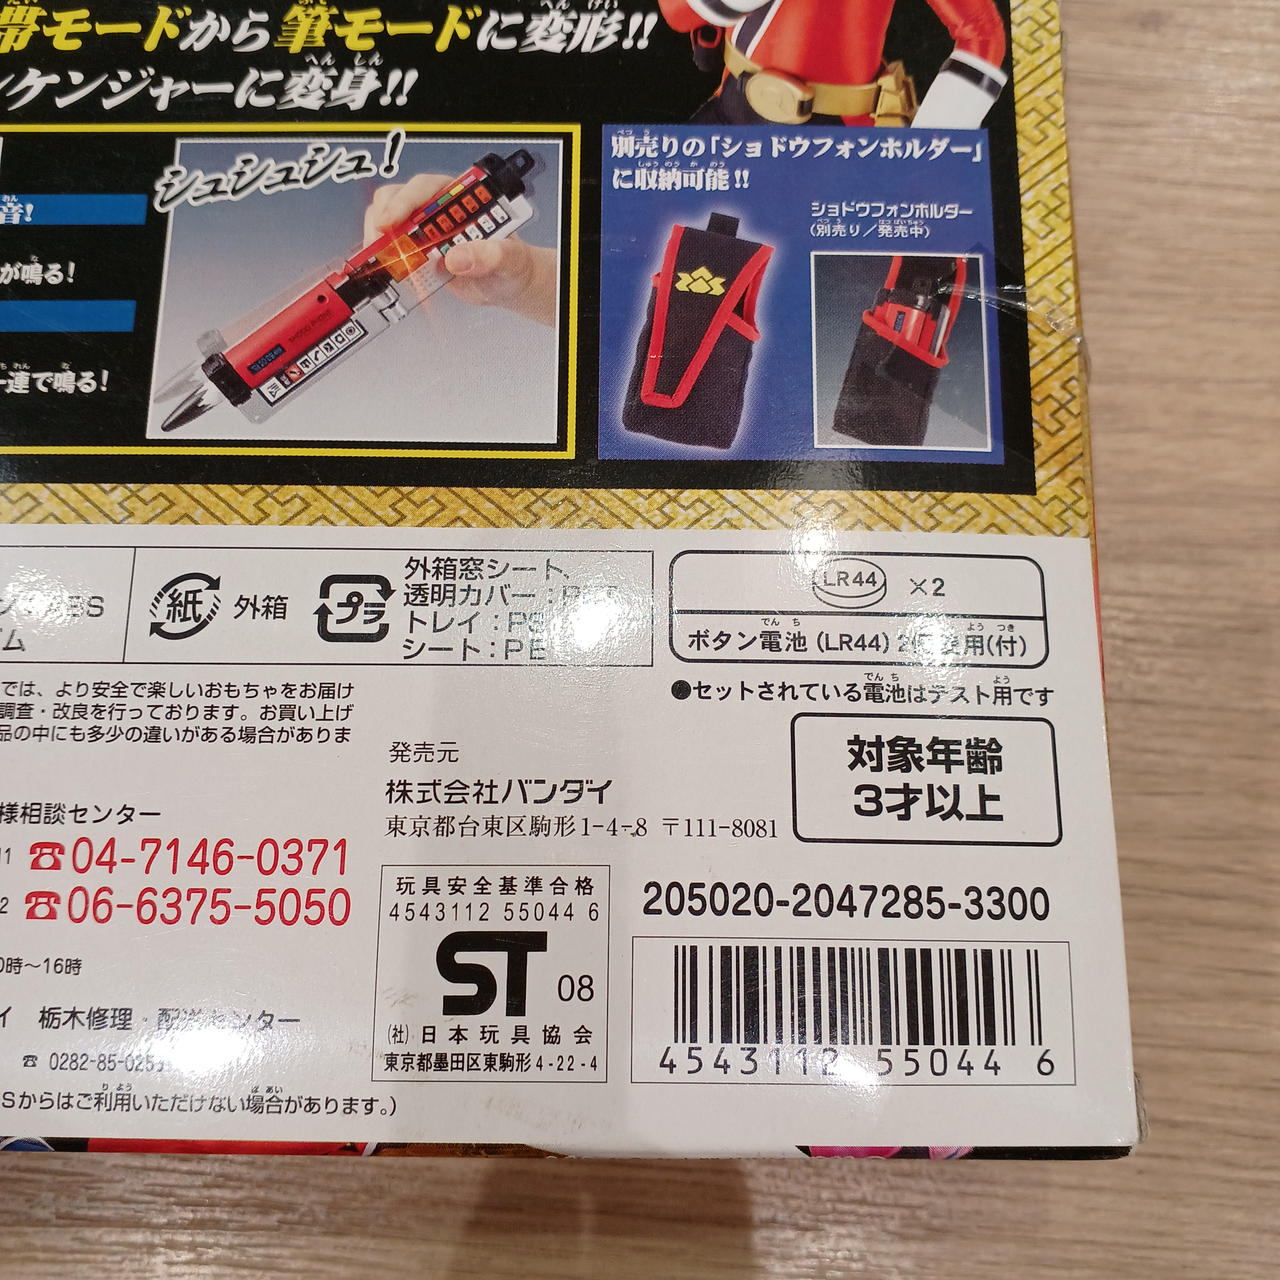 帯モードから筆モードに変形!!
ンケンジャーに変身!!
シュシュシュ!
音!
が鳴る!
一連で鳴る!
別売りの「ショドウフォンホルダー」
に収納可能!!
ショドウフォンホルダー
(別売り/発売中)
SHODO PHONE
ABS
ム
紙 外箱
プラ
外箱窓シート、
透明カバー:P
トレイ:PS
シート:PE
LR44 ×2
ボタン電池(LR44)2個使用(付)
●セットされている電池はテスト用です
では、より安全で楽しいおもちゃをお届け
調査・改良を行っております。お買い上げ
品の中にも多少の違いがある場合がありま
対象年齢
3才以上
発売元
株式会社バンダイ
東京都台東区駒形1-4-8 〒111-8081
様相談センター
☎04-7146-0371
☎06-6375-5050
0時〜16時
イ 栃木修理・配送センター
☎ 0282-85-025
Sからはご利用いただけない場合があります。)
玩具安全基準合格
4543112 55044 6
ST 08
(社)日本玩具協会
東京都墨田区東駒形4-22-4
205020-2047285-3300
4543112 55044 6